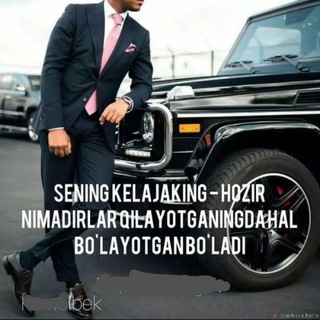 SENING KELAJAKING - HOZIR
NIMADIRLAR QILAYOTGANINGDA HAL
BO'LAYOTGAN BO'LADI